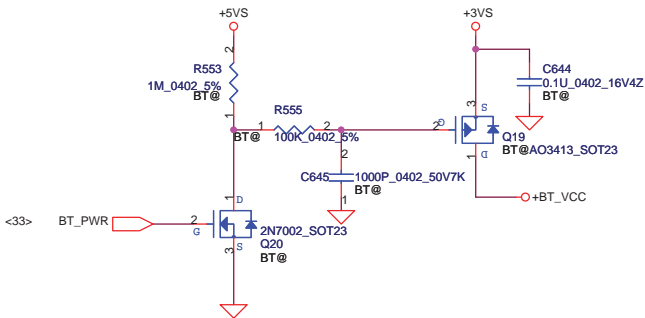 +5VS
+3VS
2
R553
1M_0402_5%
BT@
1
C644
0.1U_0402_16V4Z
BT@
R555
1
2
BT@
100K_0402_5%
3
S
G
2
Q19
BT@AO3413_SOT23
D
1
2
C645
1000P_0402_50V7K
BT@
1
+BT_VCC
1
D
<33>
BT_PWR
2
G
2N7002_SOT23
Q20
S
3
BT@